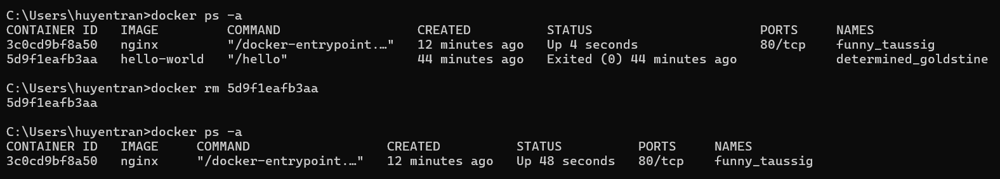 C:\Users\huyentran>docker ps -a
CONTAINER ID   IMAGE         COMMAND                  CREATED          STATUS                      PORTS     NAMES
3c0cd9bf8a50   nginx         "/docker-entrypoint.…"   12 minutes ago   Up 4 seconds                80/tcp    funny_taussig
5d9f1eafb3aa   hello-world   "/hello"                 44 minutes ago   Exited (0) 44 minutes ago             determined_goldstine
C:\Users\huyentran>docker rm 5d9f1eafb3aa
5d9f1eafb3aa
C:\Users\huyentran>docker ps -a
CONTAINER ID   IMAGE     COMMAND                  CREATED          STATUS          PORTS     NAMES
3c0cd9bf8a50   nginx     "/docker-entrypoint.…"   12 minutes ago   Up 48 seconds   80/tcp    funny_taussig